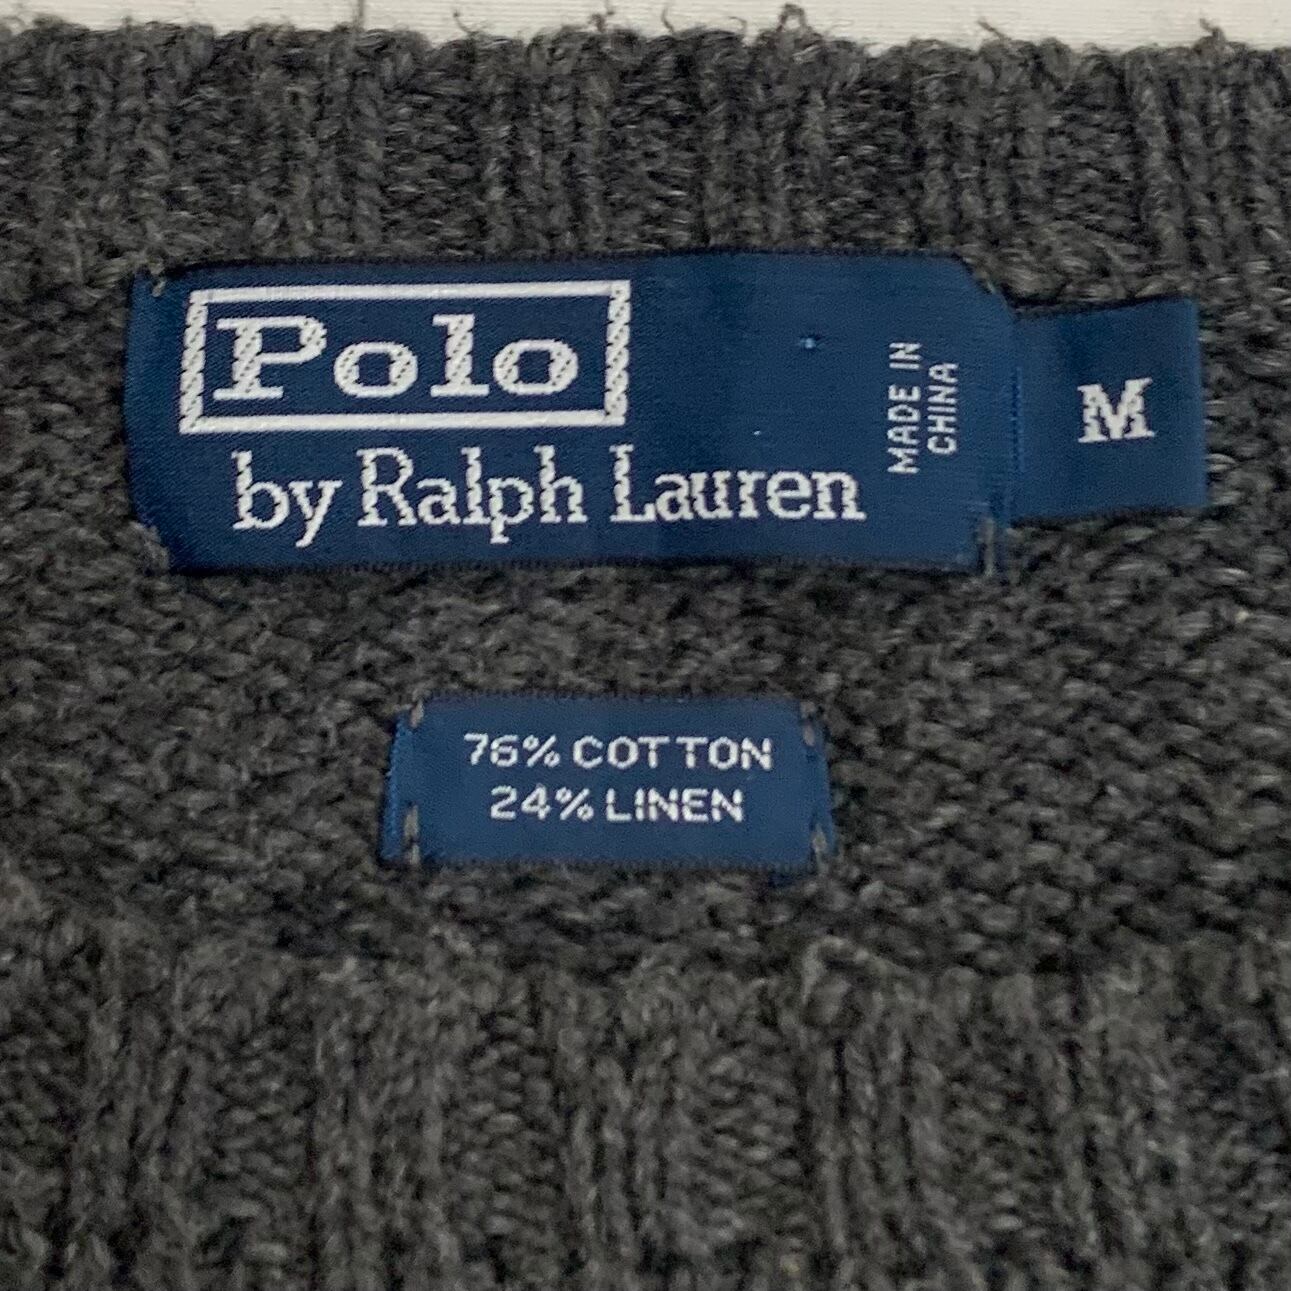 Polo
by Ralph Lauren
MADE IN
CHINA
M
76% COTTON
24% LINEN